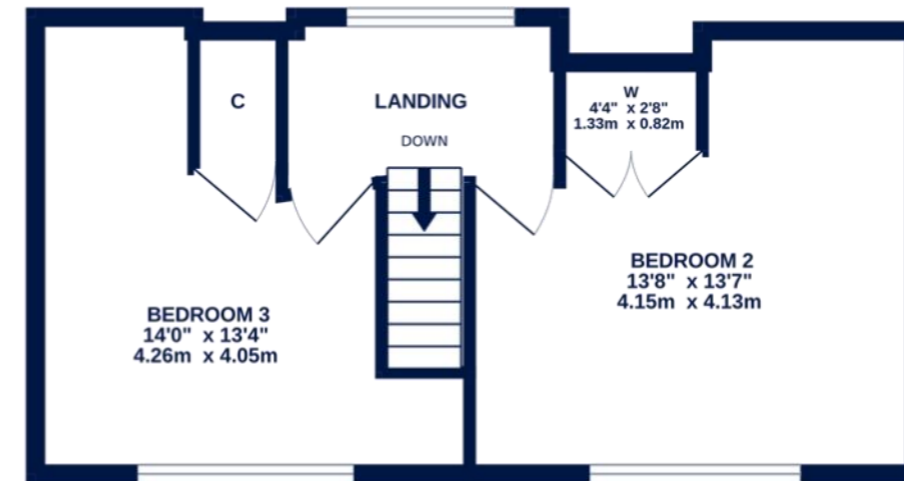 C
LANDING
DOWN
W
4'4" x 2'8"
1.33m x 0.82m
BEDROOM 2
13'8" x 13'7"
4.15m x 4.13m
BEDROOM 3
14'0" x 13'4"
4.26m x 4.05m